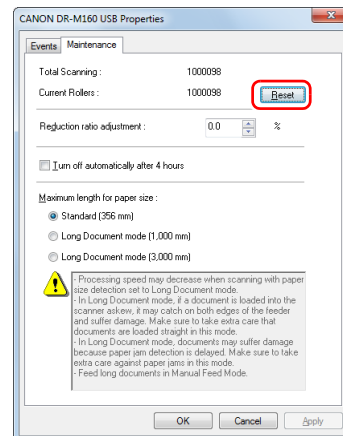 CANON DR-M160 USB Properties
Events Maintenance
Total Scanning : 1000098
Current Rollers : 1000098 Reset
Reduction ratio adjustment : 0.0 %
Turn off automatically after 4 hours
Maximum length for paper size :
Standard (356 mm)
Long Document mode (1,000 mm)
Long Document mode (3,000 mm)
- Processing speed may decrease when scanning with paper
size detection set to Long Document mode.
- In Long Document mode, if a document is loaded into the
scanner askew, it may catch on both edges of the feeder
and suffer damage. Make sure to take extra care that
documents are loaded straight in this mode.
- In Long Document mode, documents may suffer damage
because paper jam detection is delayed. Make sure to take
extra care against paper jams in this mode.
- Feed long documents in Manual Feed Mode.
OK Cancel Apply